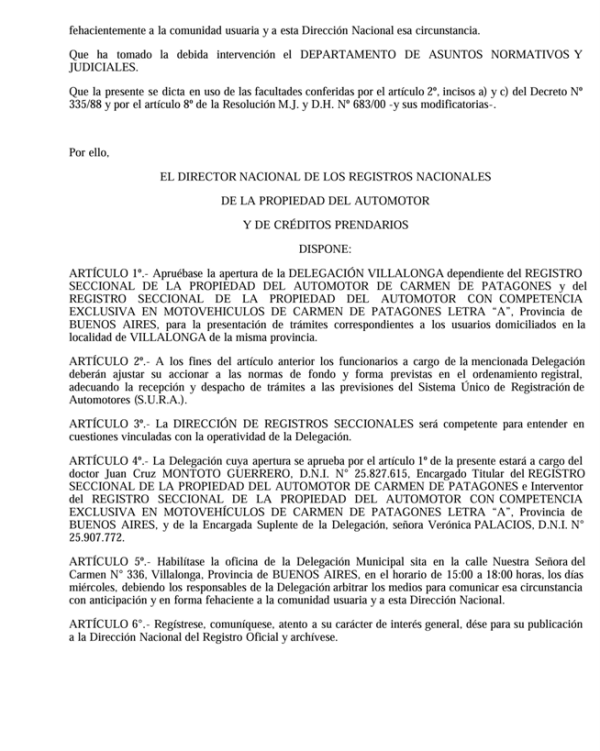 fehacientemente a la comunidad usuaria y a esta Dirección Nacional esa circunstancia.
Que ha tomado la debida intervención el DEPARTAMENTO DE ASUNTOS NORMATIVOS Y
JUDICIALES.
Que la presente se dicta en uso de las facultades conferidas por el artículo 2º, incisos a) y c) del Decreto Nº
335/88 y por el artículo 8º de la Resolución M.J. y D.H. Nº 683/00 -y sus modificatorias-.
Por ello,
EL DIRECTOR NACIONAL DE LOS REGISTROS NACIONALES
DE LA PROPIEDAD DEL AUTOMOTOR
Y DE CRÉDITOS PRENDARIOS
DISPONE:
ARTÍCULO 1º.- Apruébase la apertura de la DELEGACIÓN VILLALONGA dependiente del REGISTRO
SECCIONAL DE LA PROPIEDAD DEL AUTOMOTOR DE CARMEN DE PATAGONES y del
REGISTRO SECCIONAL DE LA PROPIEDAD DEL AUTOMOTOR CON COMPETENCIA
EXCLUSIVA EN MOTOVEHICULOS DE CARMEN DE PATAGONES LETRA “A”, Provincia de
BUENOS AIRES, para la presentación de trámites correspondientes a los usuarios domiciliados en la
localidad de VILLALONGA de la misma provincia.
ARTÍCULO 2º.- A los fines del artículo anterior los funcionarios a cargo de la mencionada Delegación
deberán ajustar su accionar a las normas de fondo y forma previstas en el ordenamiento registral,
adecuando la recepción y despacho de trámites a las previsiones del Sistema Único de Registración de
Automotores (S.U.R.A.).
ARTÍCULO 3º.- La DIRECCIÓN DE REGISTROS SECCIONALES será competente para entender en
cuestiones vinculadas con la operatividad de la Delegación.
ARTÍCULO 4º.- La Delegación cuya apertura se aprueba por el artículo 1º de la presente estará a cargo del
doctor Juan Cruz MONTOTO GUERRERO, D.N.I. N° 25.827.615, Encargado Titular del REGISTRO
SECCIONAL DE LA PROPIEDAD DEL AUTOMOTOR DE CARMEN DE PATAGONES e Interventor
del REGISTRO SECCIONAL DE LA PROPIEDAD DEL AUTOMOTOR CON COMPETENCIA
EXCLUSIVA EN MOTOVEHÍCULOS DE CARMEN DE PATAGONES LETRA “A”, Provincia de
BUENOS AIRES, y de la Encargada Suplente de la Delegación, señora Verónica PALACIOS, D.N.I. N°
25.907.772.
ARTÍCULO 5º.- Habilítase la oficina de la Delegación Municipal sita en la calle Nuestra Señora del
Carmen N° 336, Villalonga, Provincia de BUENOS AIRES, en el horario de 15:00 a 18:00 horas, los días
miércoles, debiendo los responsables de la Delegación arbitrar los medios para comunicar esa circunstancia
con anticipación y en forma fehaciente a la comunidad usuaria y a esta Dirección Nacional.
ARTÍCULO 6°.- Regístrese, comuníquese, atento a su carácter de interés general, dése para su publicación
a la Dirección Nacional del Registro Oficial y archívese.